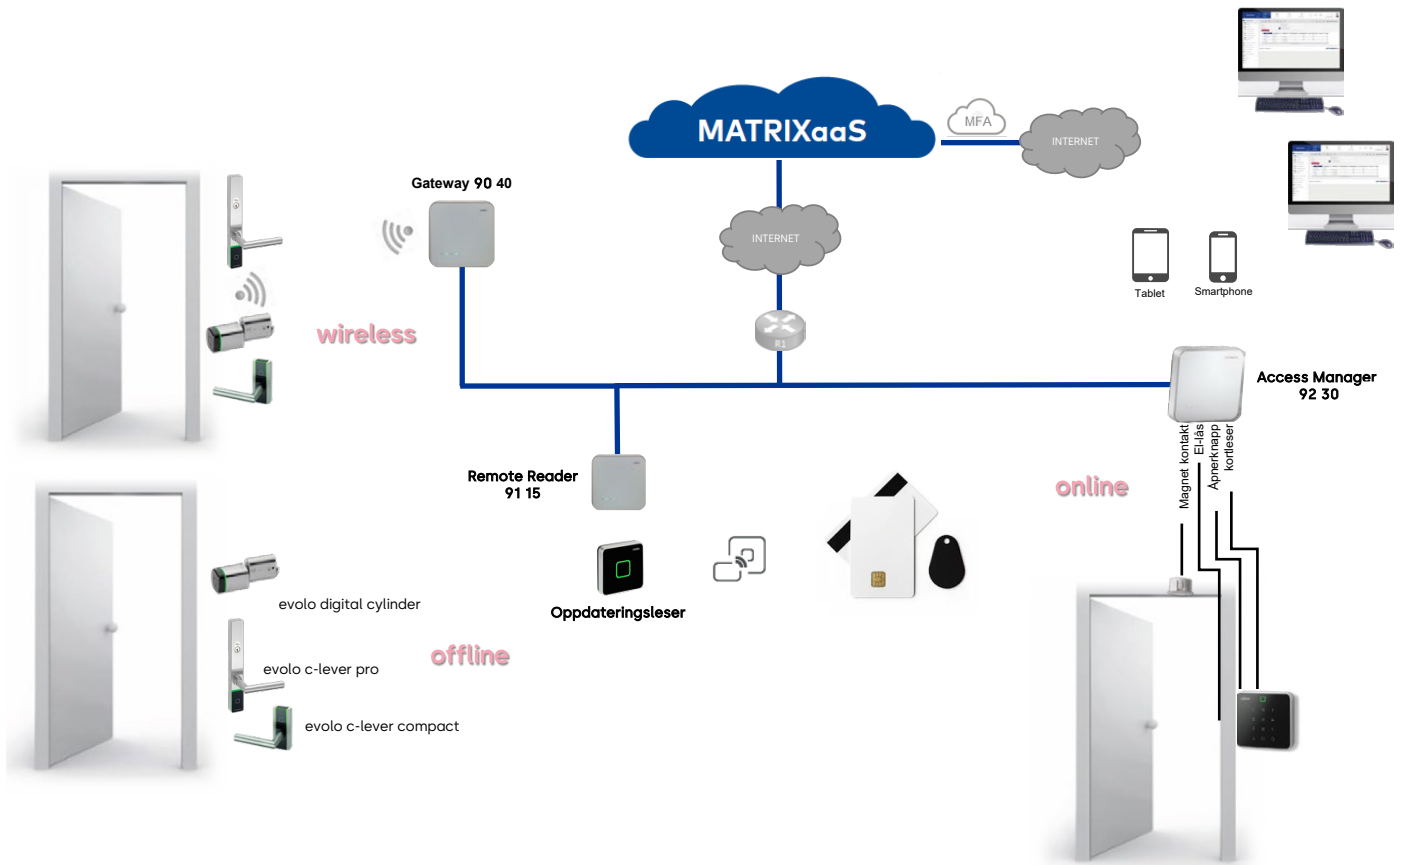 MATRIXaaS
MFA
INTERNET
Gateway 90 40
INTERNET
Tablet
Smartphone
wireless
R1
Access Manager
92 30
Magnet kontakt
El-lås
Åpnerknapp
kortleser
Remote Reader
91 15
online
Oppdateringsleser
evolo digital cylinder
offline
evolo c-lever pro
evolo c-lever compact